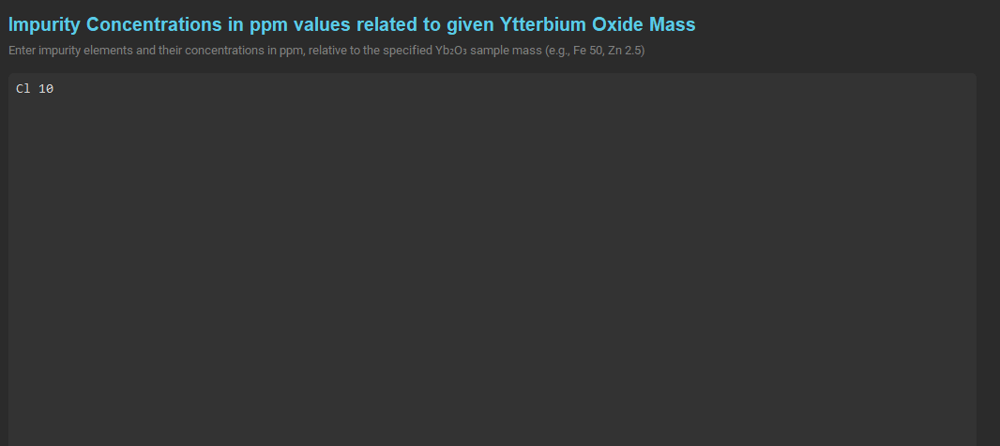 Impurity Concentrations in ppm values related to given Ytterbium Oxide Mass
Enter impurity elements and their concentrations in ppm, relative to the specified Yb₂O₃ sample mass (e.g., Fe 50, Zn 2.5)
Cl 10